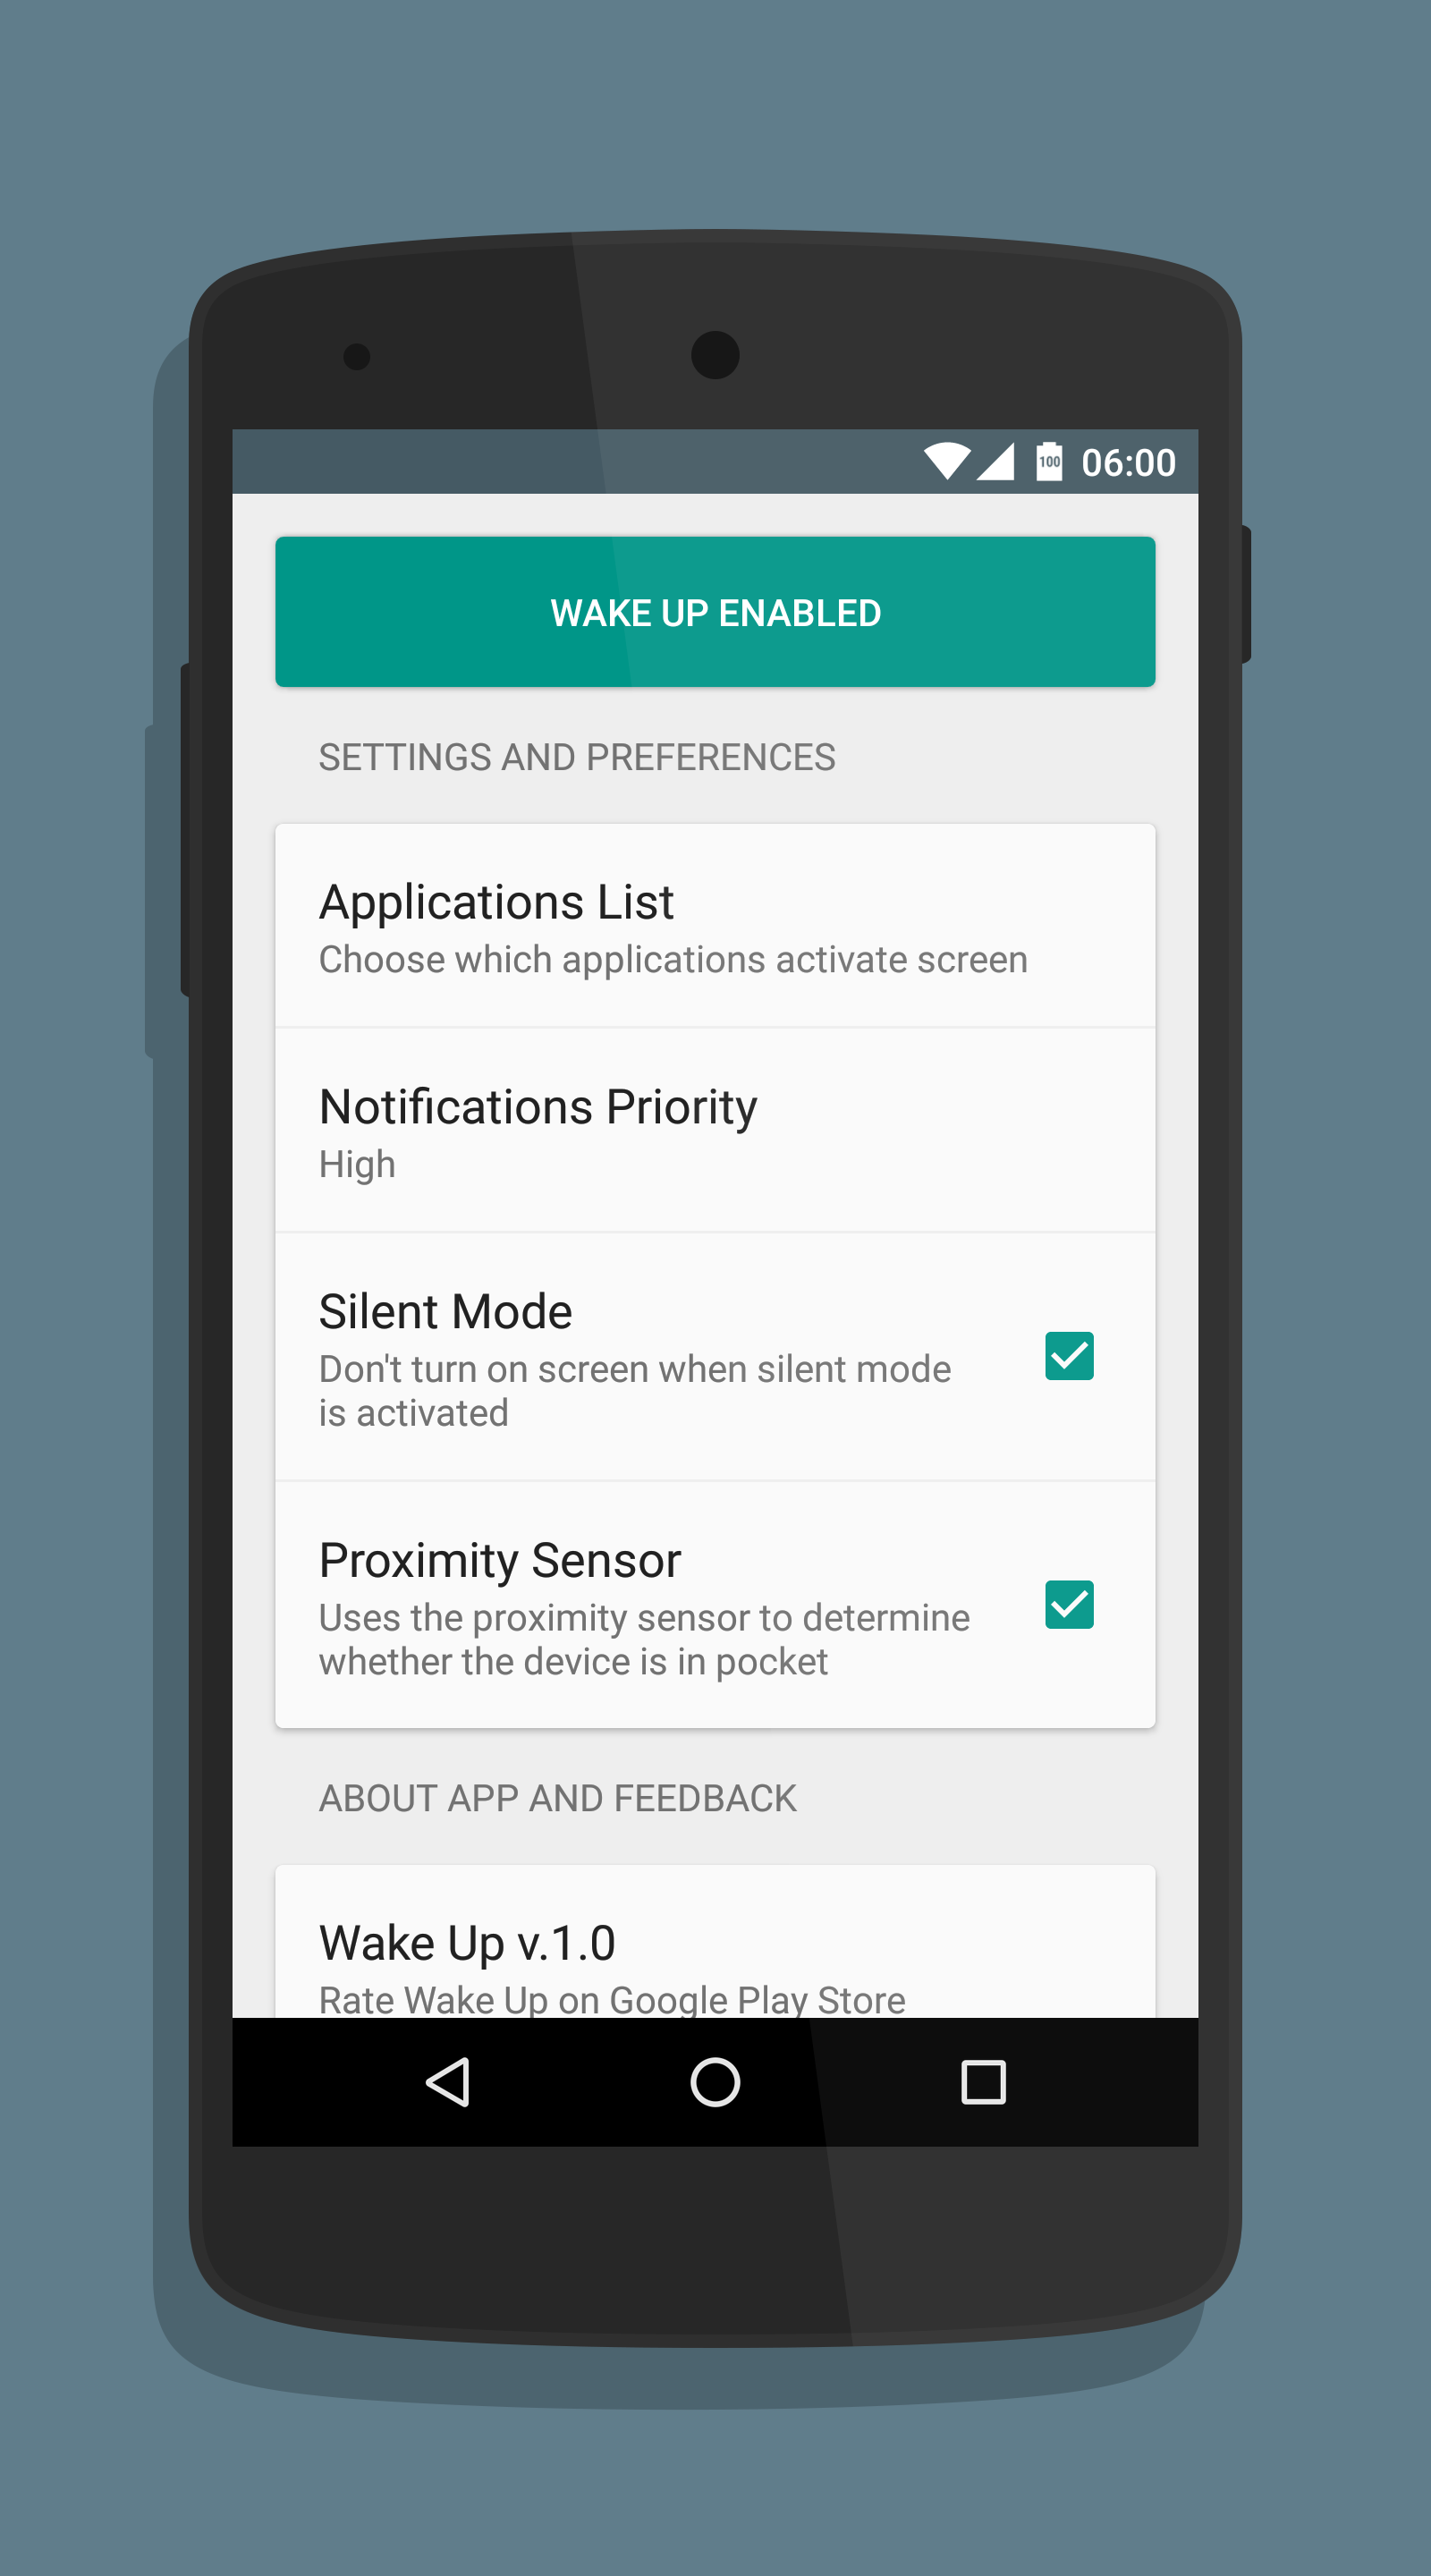 100 06:00
WAKE UP ENABLED
SETTINGS AND PREFERENCES
Applications List
Choose which applications activate screen
Notifications Priority
High
Silent Mode
Don't turn on screen when silent mode
is activated
Proximity Sensor
Uses the proximity sensor to determine
whether the device is in pocket
ABOUT APP AND FEEDBACK
Wake Up v.1.0
Rate Wake Up on Google Play Store